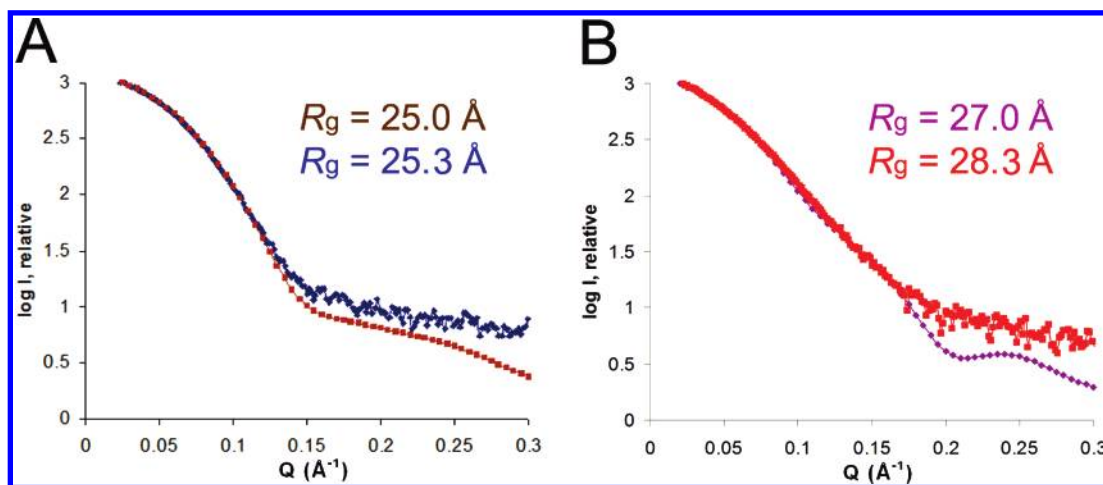 A
3
2.5
2
1.5
1
0.5
0
log I, relative
Rg = 25.0 Å
Rg = 25.3 Å
0
0.05
0.1
0.15
0.2
0.25
0.3
Q (Å-1)
B
3
2.5
2
1.5
1
0.5
0
log I, relative
Rg = 27.0 Å
Rg = 28.3 Å
0
0.05
0.1
0.15
0.2
0.25
0.3
Q (Å-1)